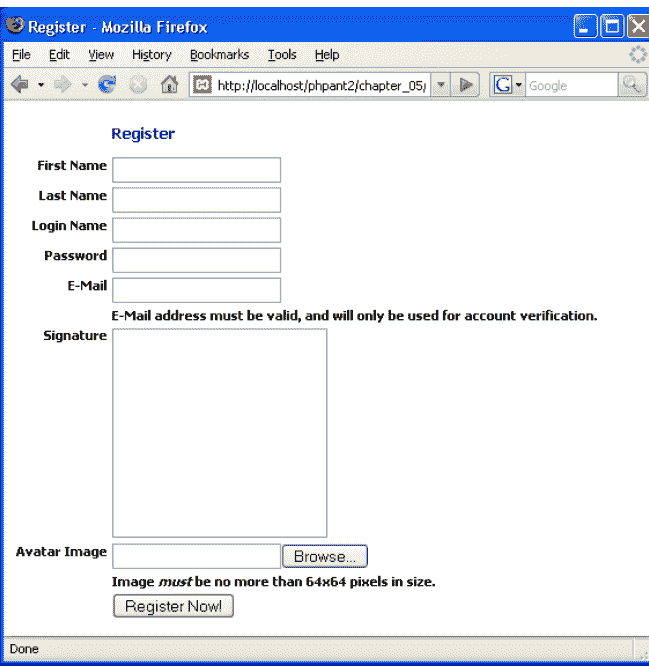 Register - Mozilla Firefox
File Edit View History Bookmarks Tools Help
http://localhost/phpant2/chapter_05/ G Google
Register
First Name
Last Name
Login Name
Password
E-Mail
E-Mail address must be valid, and will only be used for account verification.
Signature
Avatar Image Browse...
Image must be no more than 64x64 pixels in size.
Register Now!
Done